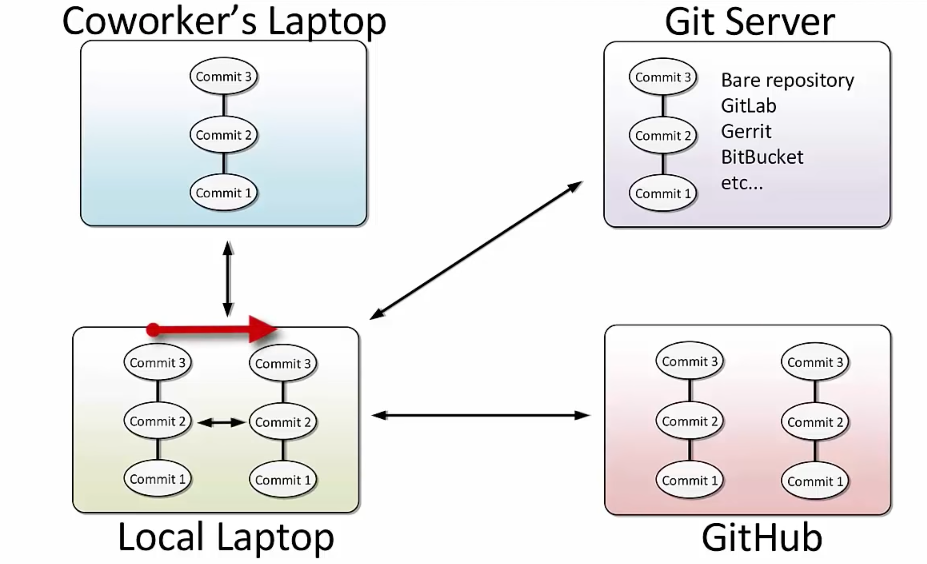 Coworker's Laptop
Commit 3
Commit 2
Commit 1
Git Server
Commit 3
Commit 2
Commit 1
Bare repository
GitLab
Gerrit
BitBucket
etc...
Commit 3
Commit 2
Commit 1
Commit 3
Commit 2
Commit 1
Local Laptop
Commit 3
Commit 2
Commit 1
Commit 3
Commit 2
Commit 1
GitHub